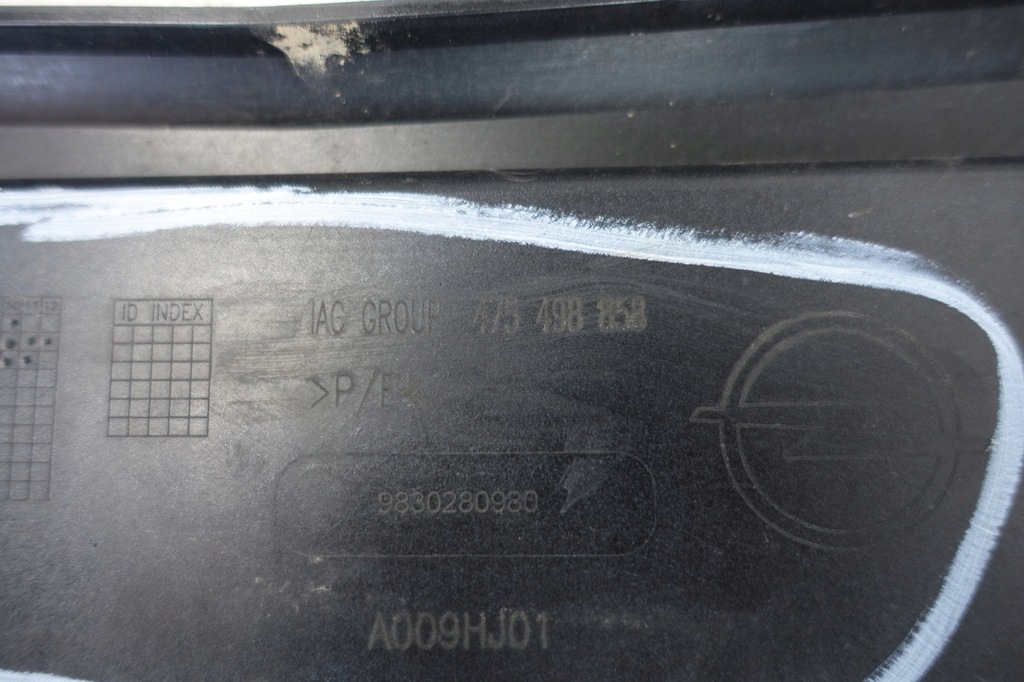 ID INDEX
IAG GROUP 475 498 858
>P/E<
9830280980
A009HJ01